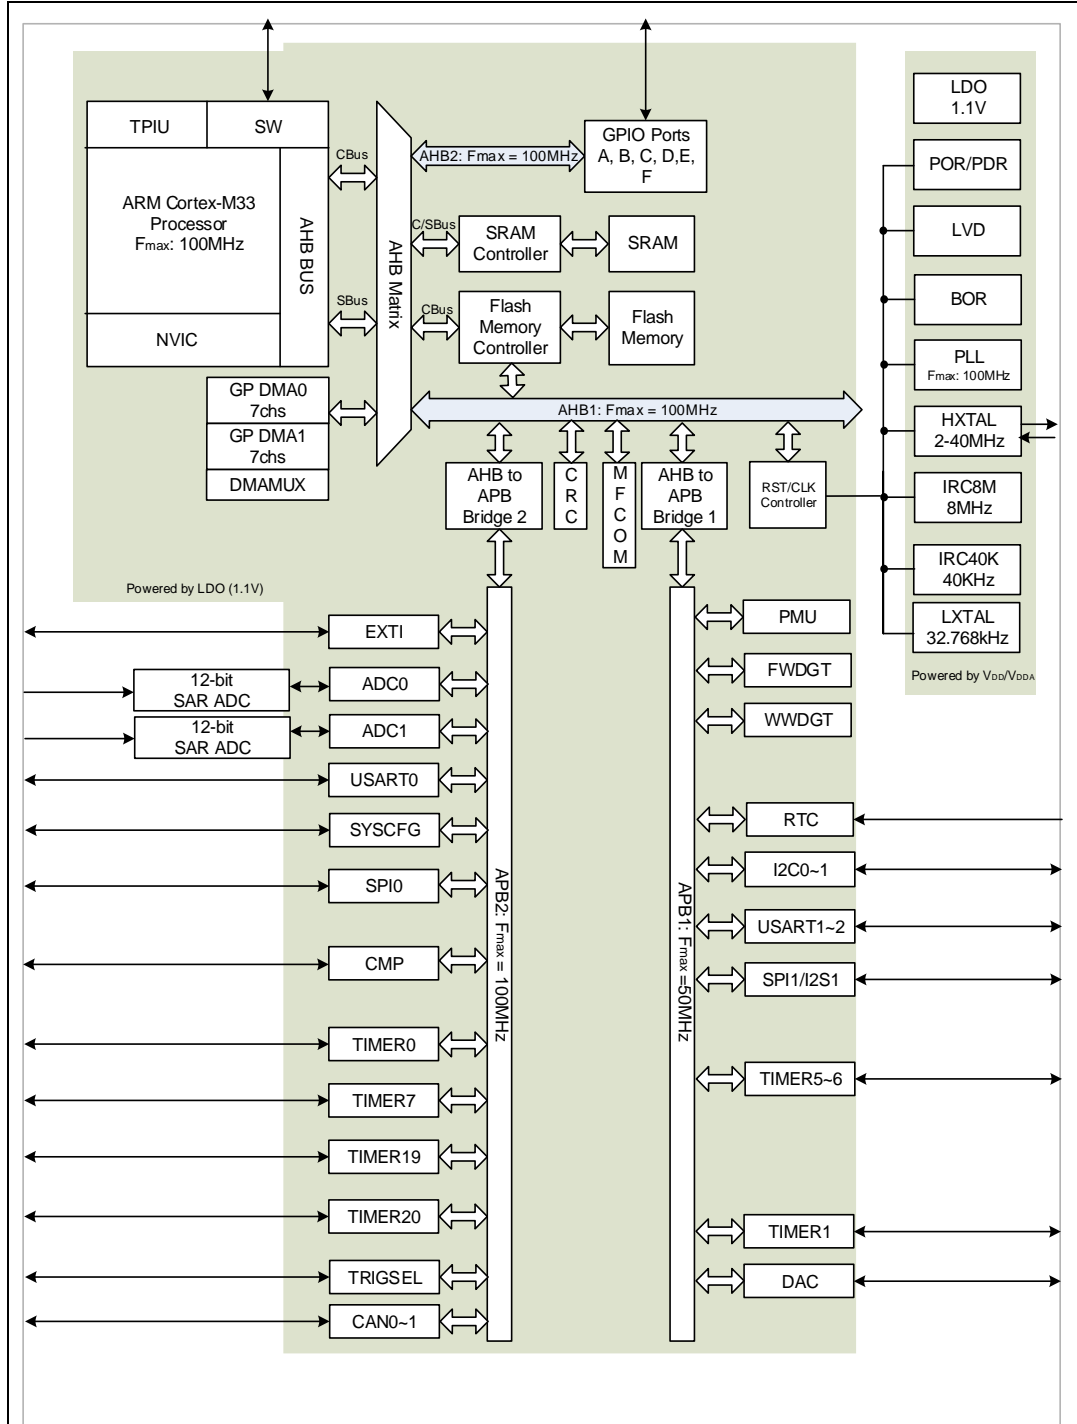 TPIU
SW
ARM Cortex-M33
Processor
Fmax: 100MHz
AHB BUS
NVIC
CBus
SBus
AHB Matrix
GP DMA0
7chs
GP DMA1
7chs
DMAMUX
AHB2: Fmax = 100MHz
GPIO Ports
A, B, C, D,E,
F
C/SBus
SRAM
Controller
SRAM
CBus
Flash
Memory
Controller
Flash
Memory
AHB1: Fmax = 100MHz
AHB to
APB
Bridge 2
C
R
C
M
F
C
O
M
AHB to
APB
Bridge 1
RST/CLK
Controller
LDO
1.1V
POR/PDR
LVD
BOR
PLL
Fmax: 100MHz
HXTAL
2-40MHz
IRC8M
8MHz
IRC40K
40KHz
LXTAL
32.768kHz
Powered by VDD/VDDA
Powered by LDO (1.1V)
EXTI
12-bit
SAR ADC
ADC0
12-bit
SAR ADC
ADC1
USART0
SYSCFG
SPI0
CMP
TIMER0
TIMER7
TIMER19
TIMER20
TRIGSEL
CAN0~1
APB2: Fmax = 100MHz
APB1: Fmax =50MHz
PMU
FWDGT
WWDGT
RTC
I2C0~1
USART1~2
SPI1/I2S1
TIMER5~6
TIMER1
DAC